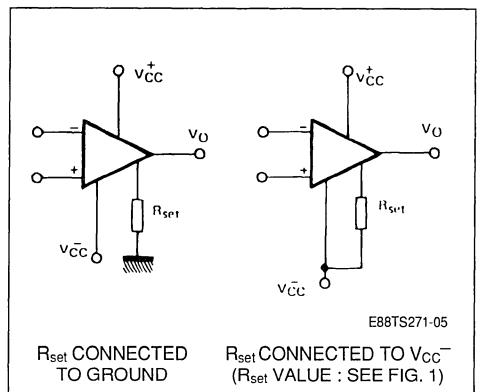 V+CC
V+CC
−
VO
−
VO
+
+
Rset
Rset
V−CC
V−CC
E88TS271-05
Rset CONNECTED
TO GROUND
Rset CONNECTED TO VCC−
(Rset VALUE : SEE FIG. 1)